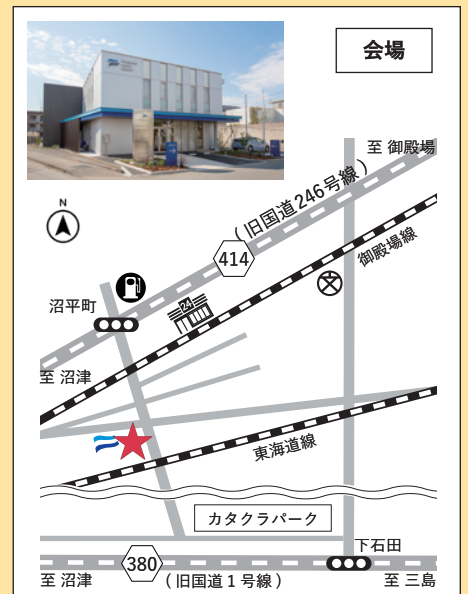 会場
至 御殿場
(旧国道246号線)
N
414
御殿場線
24
沼平町
至 沼津
東海道線
カタクラパーク
下石田
380
至 沼津
(旧国道1号線)
至 三島